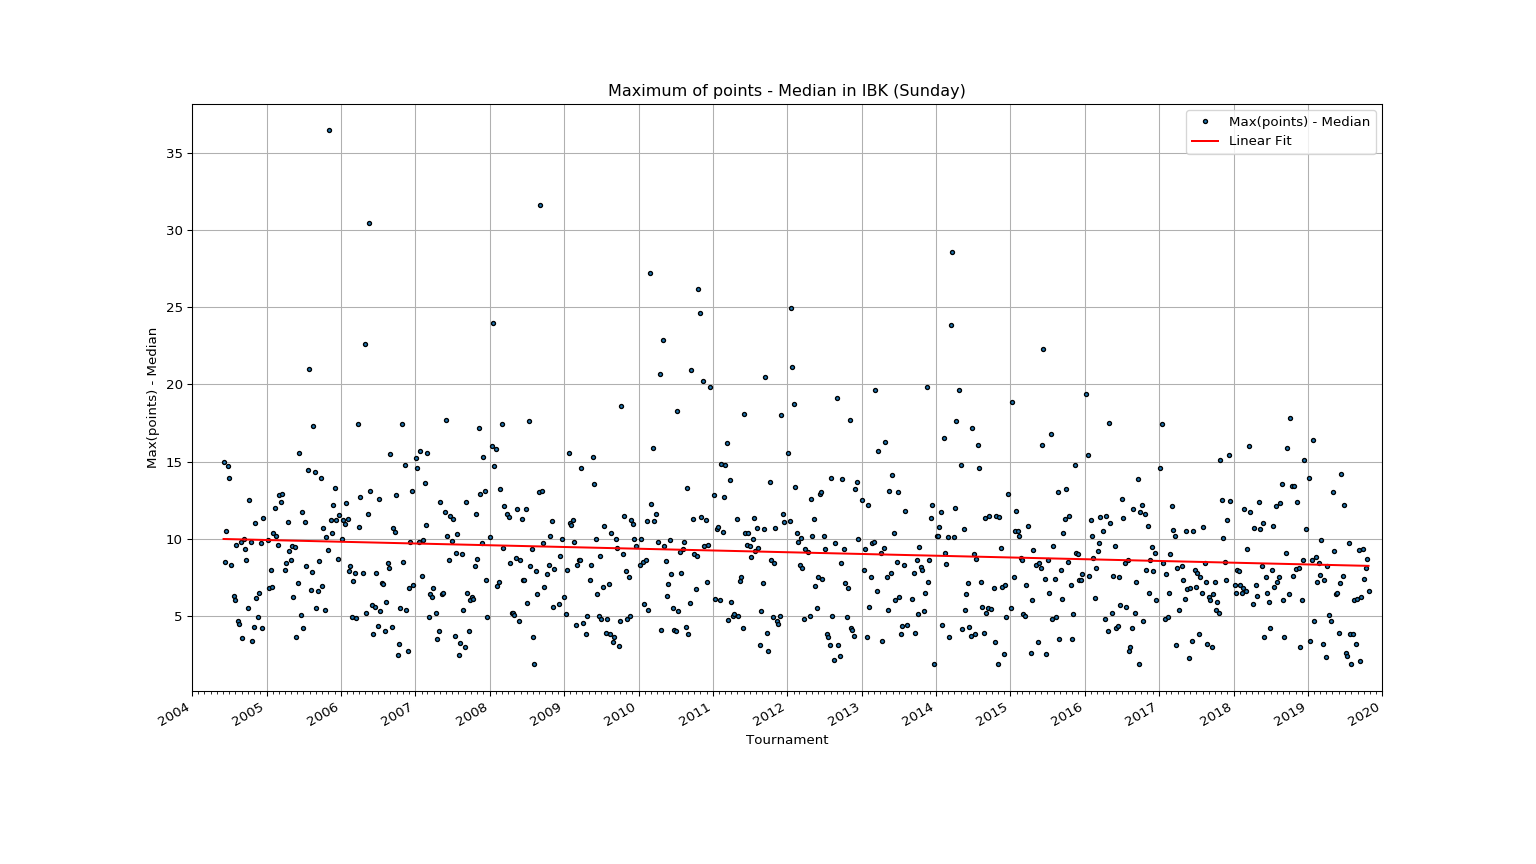 Maximum of points - Median in IBK (Sunday)
Max(points) - Median
Linear Fit
35
30
25
20
15
10
5
Max(points) - Median
2004 2005 2006 2007 2008 2009 2010 2011 2012 2013 2014 2015 2016 2017 2018 2019 2020
Tournament